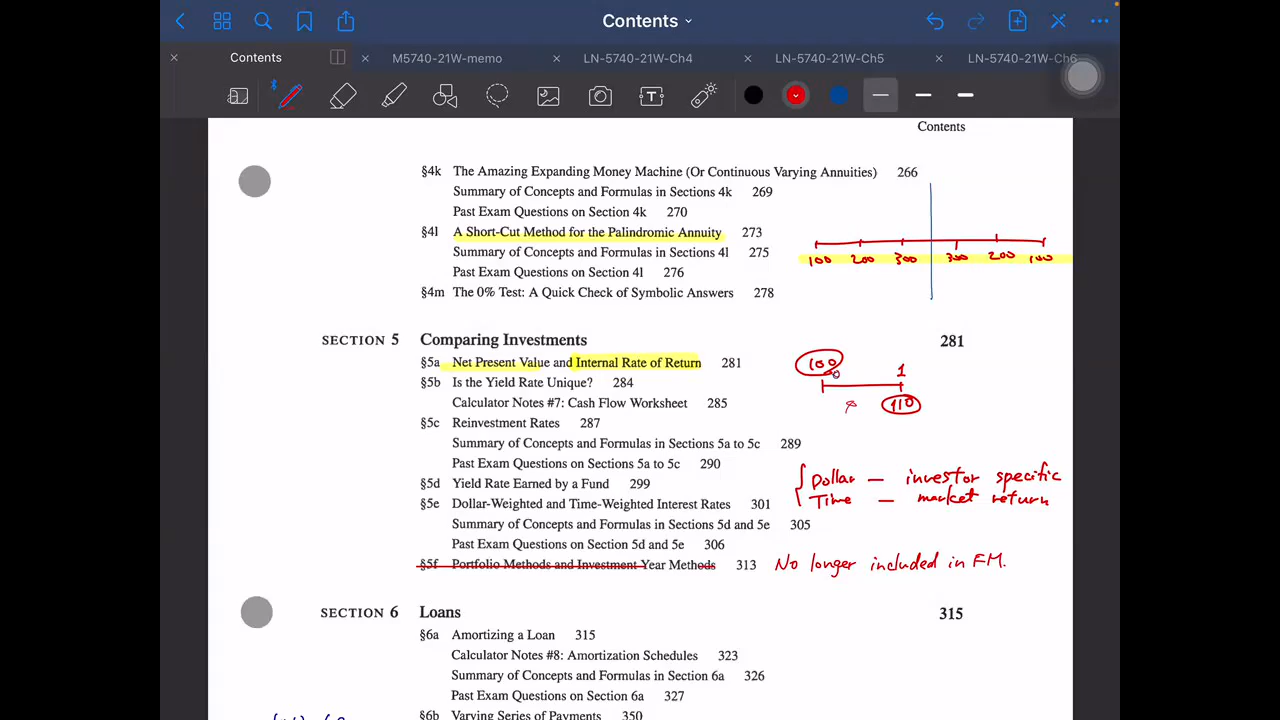 Contents
Contents
M5740-21W-memo
LN-5740-21W-Ch4
LN-5740-21W-Ch5
LN-5740-21W-Ch6
Contents
§4k The Amazing Expanding Money Machine (Or Continuous Varying Annuities) 266
Summary of Concepts and Formulas in Sections 4k 269
Past Exam Questions on Section 4k 270
§4l A Short-Cut Method for the Palindromic Annuity 273
Summary of Concepts and Formulas in Sections 4l 275
100 200 300 300 200 100
Past Exam Questions on Section 4l 276
§4m The 0% Test: A Quick Check of Symbolic Answers 278
SECTION 5 Comparing Investments 281
§5a Net Present Value and Internal Rate of Return 281
100
0 1
§5b Is the Yield Rate Unique? 284
Calculator Notes #7: Cash Flow Worksheet 285
110
§5c Reinvestment Rates 287
Summary of Concepts and Formulas in Sections 5a to 5c 289
Past Exam Questions on Sections 5a to 5c 290
Dollar — investor specific
§5d Yield Rate Earned by a Fund 299
Time — market return
§5e Dollar-Weighted and Time-Weighted Interest Rates 301
Summary of Concepts and Formulas in Sections 5d and 5e 305
Past Exam Questions on Section 5d and 5e 306
§5f Portfolio Methods and Investment Year Methods 313
No longer included in FM.
SECTION 6 Loans 315
§6a Amortizing a Loan 315
Calculator Notes #8: Amortization Schedules 323
Summary of Concepts and Formulas in Section 6a 326
Past Exam Questions on Section 6a 327
§6b Varying Series of Payments 350